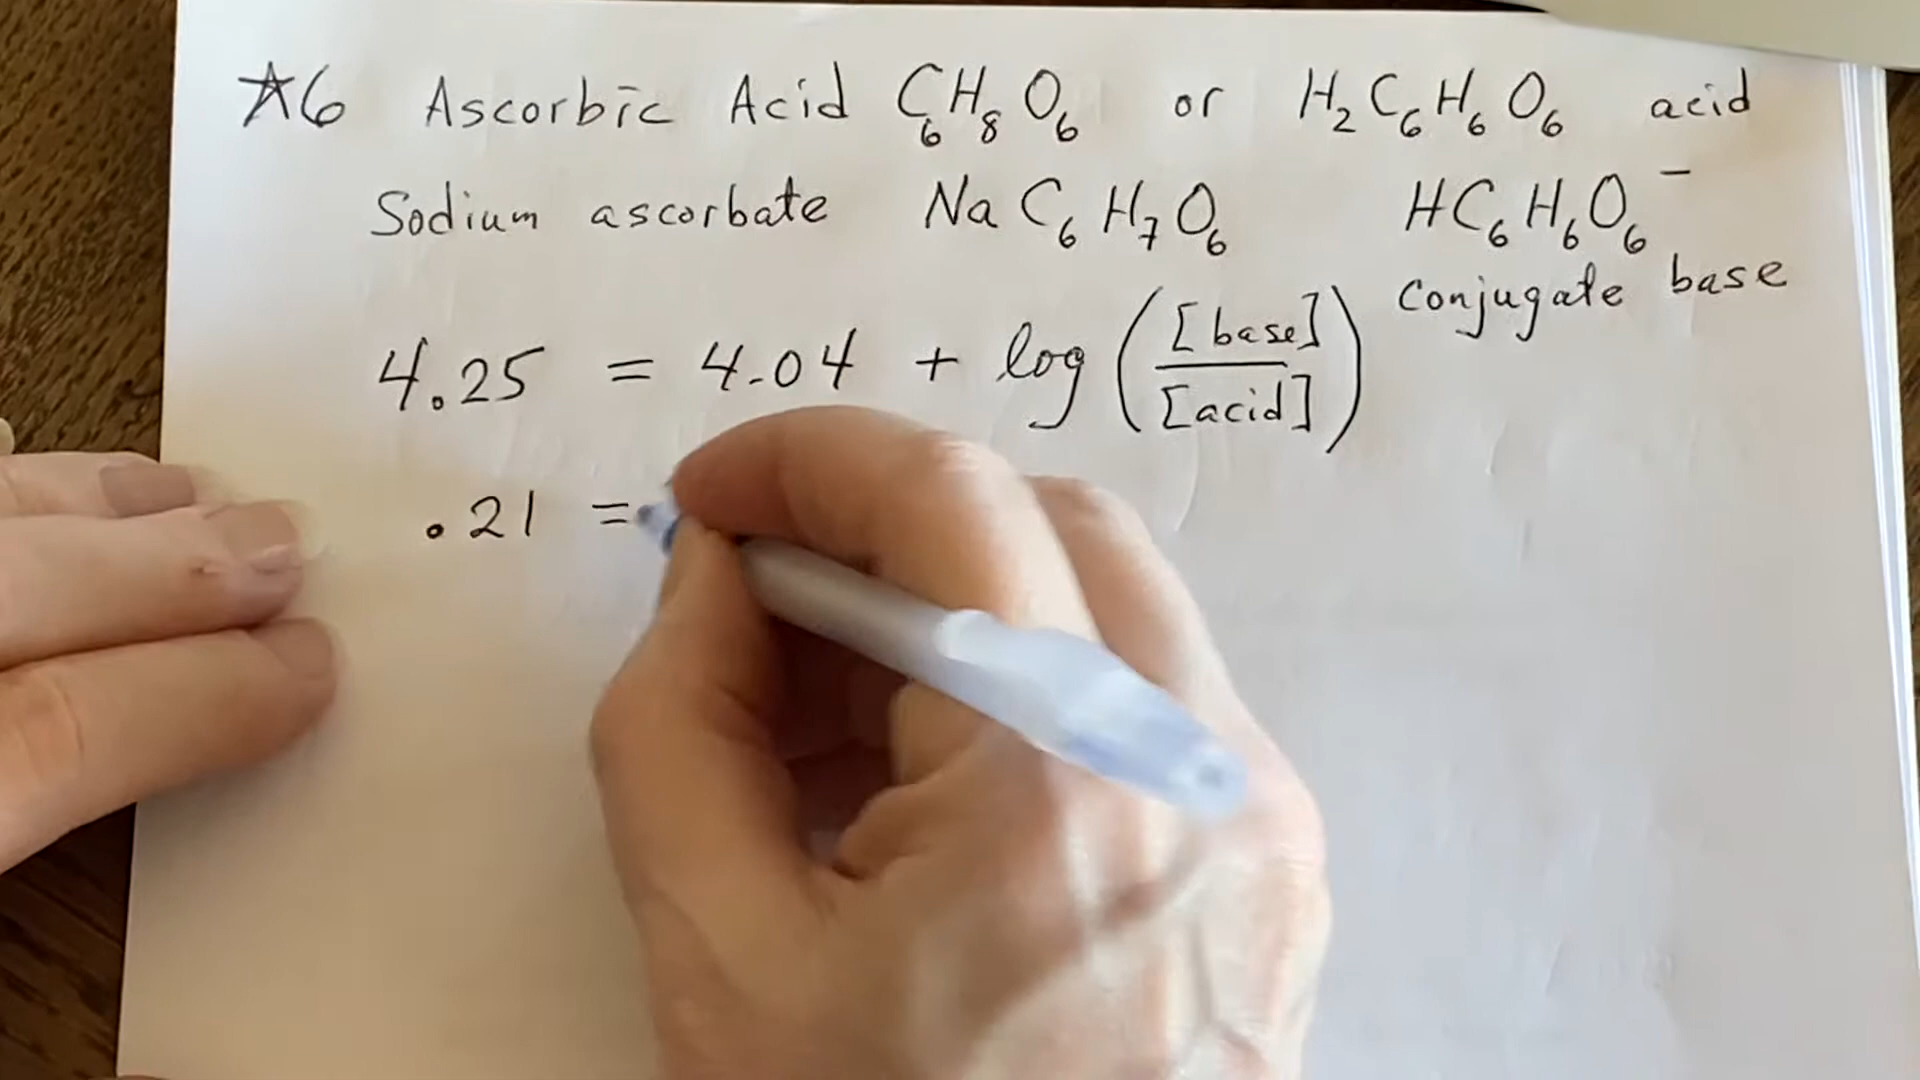 ★6 Ascorbic Acid C₆H₈O₆ or H₂C₆H₆O₆ acid
Sodium ascorbate NaC₆H₇O₆ HC₆H₆O₆⁻
conjugate base
4.25 = 4.04 + log([base]/[acid])
.21 =